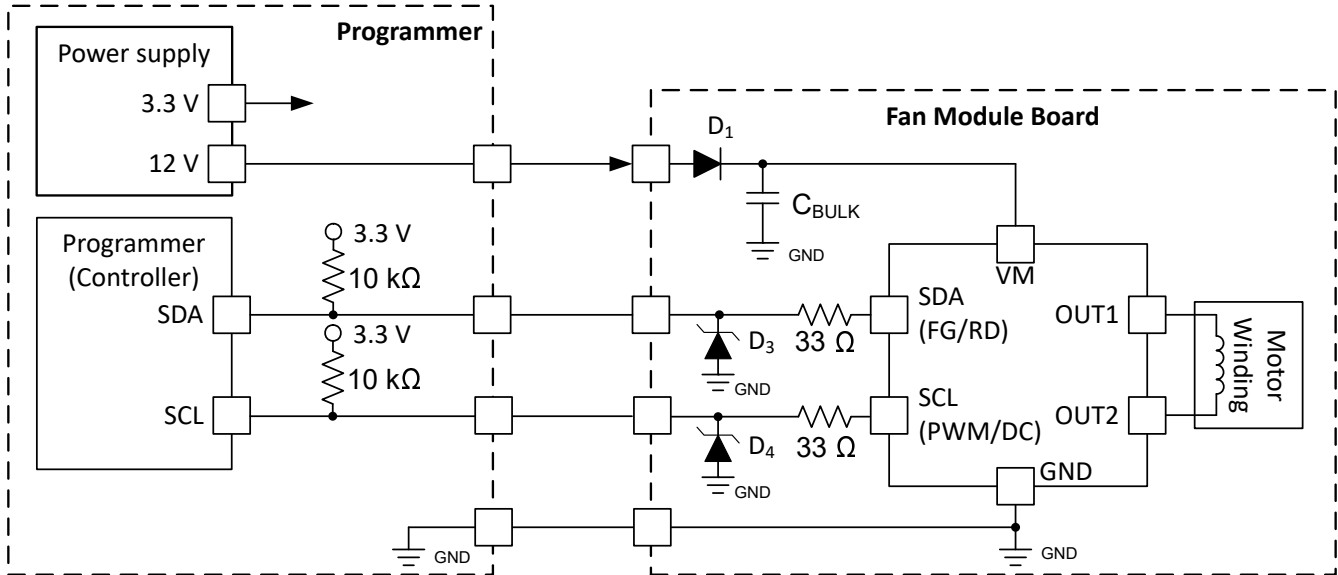 Programmer
Power supply
3.3 V
12 V
Programmer
(Controller)
SDA
SCL
3.3 V
10 kΩ
3.3 V
10 kΩ
GND
Fan Module Board
D1
CBULK
GND
VM
D3
GND
33 Ω
SDA
(FG/RD)
D4
GND
33 Ω
SCL
(PWM/DC)
OUT1
OUT2
GND
GND
Motor
Winding